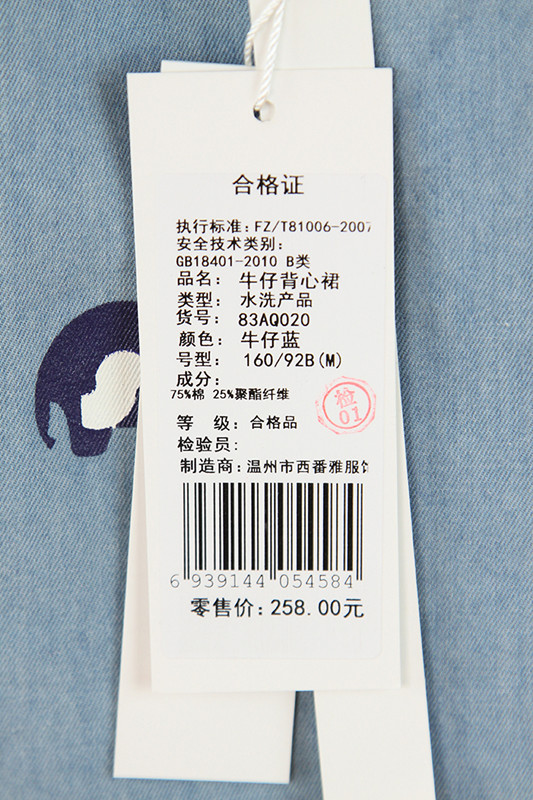 合格证
执行标准: FZ/T81006-2007
安全技术类别:
GB18401-2010 B类
品名: 牛仔背心裙
类型: 水洗产品
货号: 83AQ020
颜色: 牛仔蓝
号型: 160/92B(M)
成分:
75%棉 25%聚酯纤维
检
01
等 级: 合格品
检验员:
制造商: 温州市西番雅服饰
6 939144 054584
零售价: 258.00元